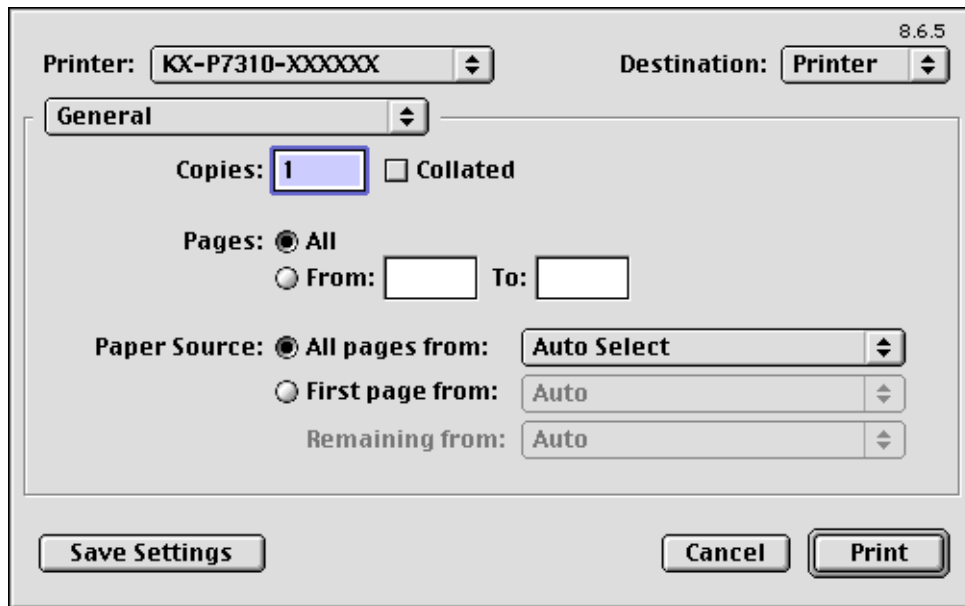 8.6.5
Printer: KX-P7310-XXXXXX Destination: Printer
General
Copies: 1 Collated
Pages: All
From: To:
Paper Source: All pages from: Auto Select
First page from: Auto
Remaining from: Auto
Save Settings Cancel Print